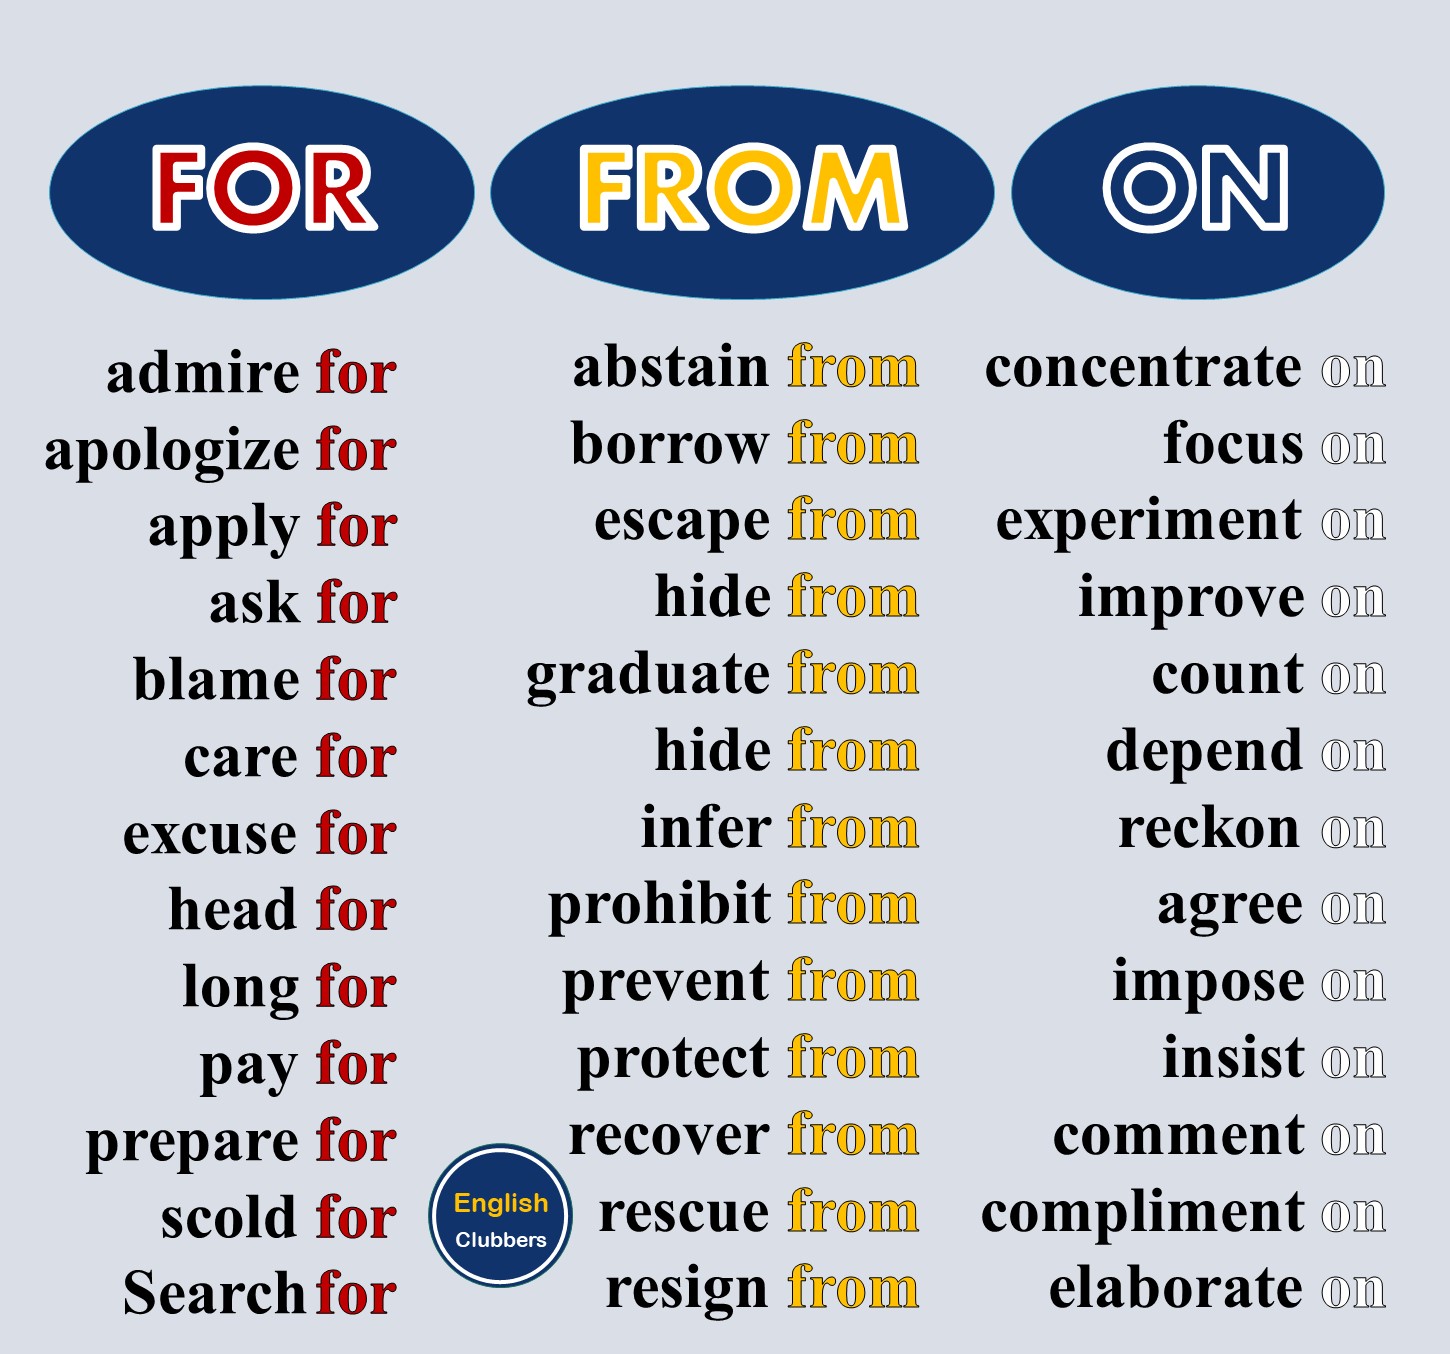 FOR
admire for
apologize for
apply for
ask for
blame for
care for
excuse for
head for
long for
pay for
prepare for
scold for
Search for
FROM
abstain from
borrow from
escape from
hide from
graduate from
hide from
infer from
prohibit from
prevent from
protect from
recover from
rescue from
resign from
ON
concentrate on
focus on
experiment on
improve on
count on
depend on
reckon on
agree on
impose on
insist on
comment on
compliment on
elaborate on
English
Clubbers